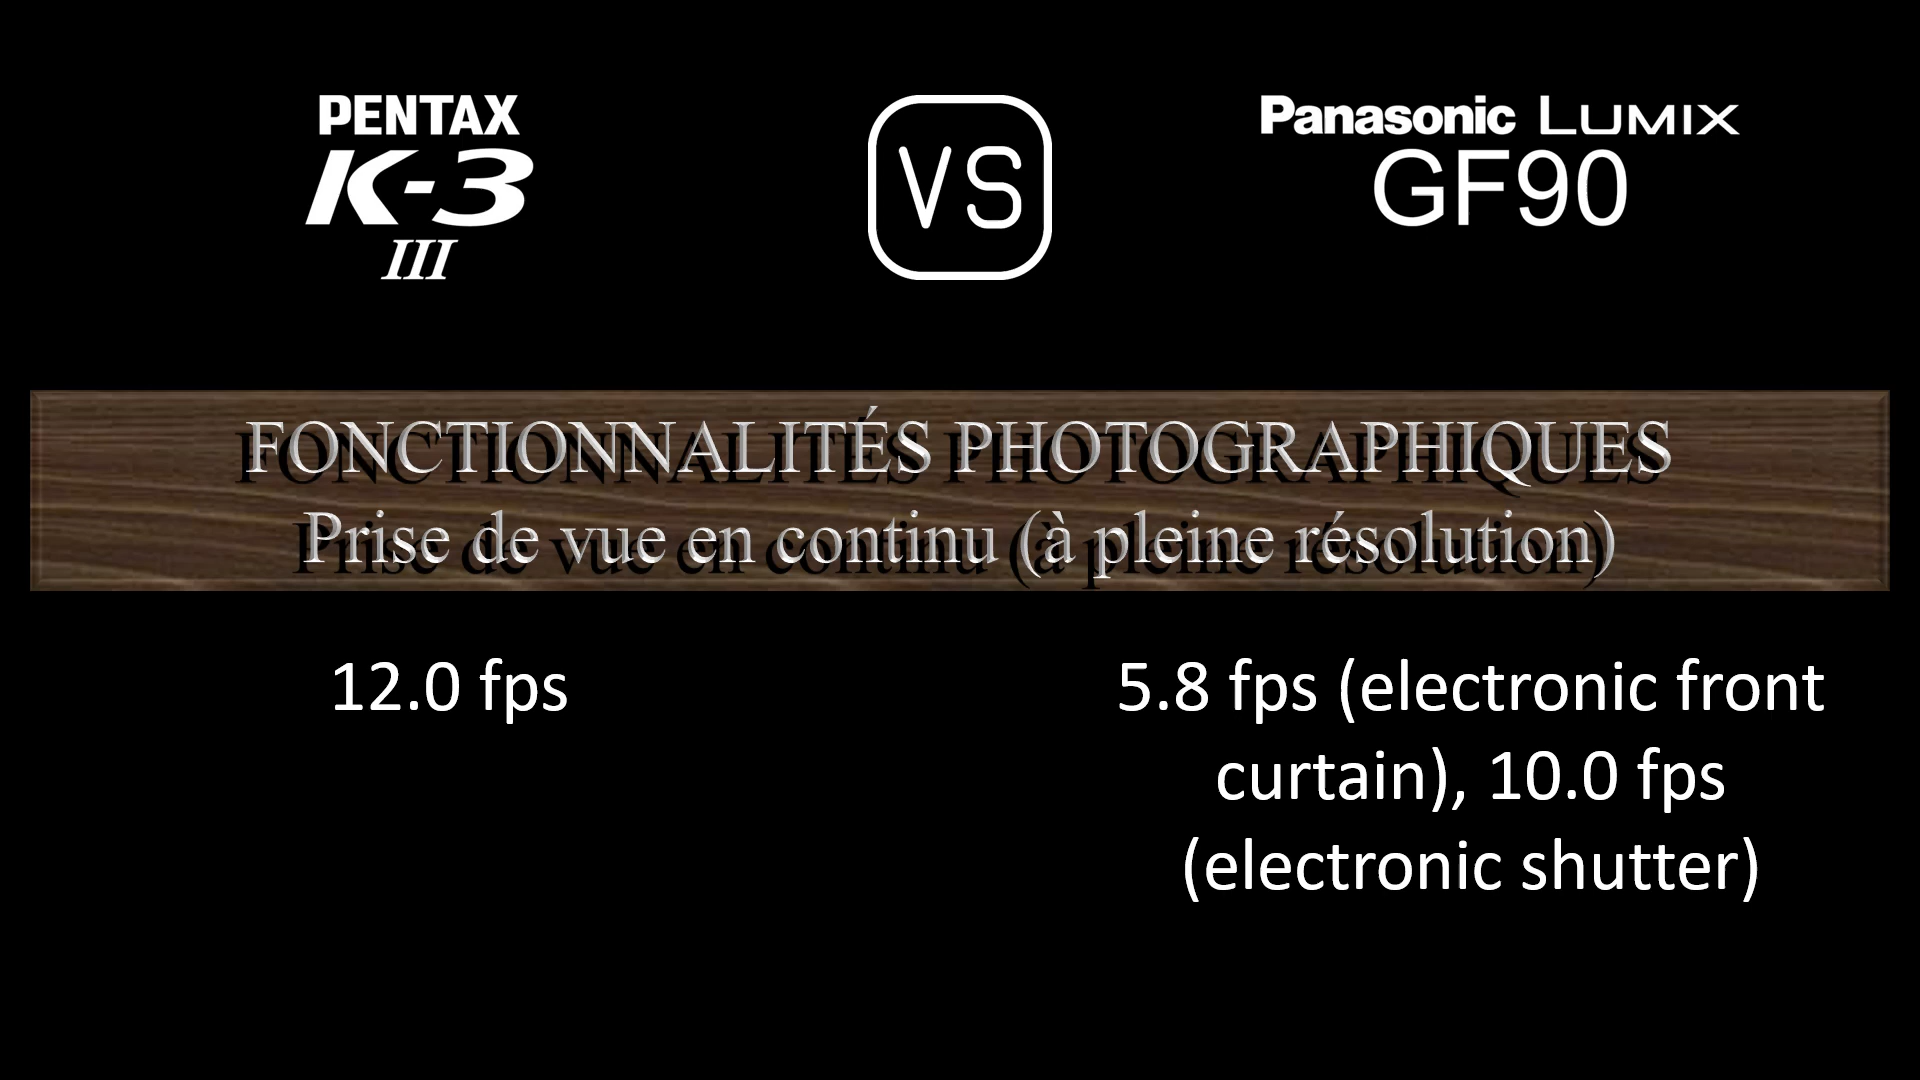 PENTAX
K-3
III
VS
Panasonic LUMIX
GF90
FONCTIONNALITÉS PHOTOGRAPHIQUES
Prise de vue en continu (à pleine résolution)
12.0 fps
5.8 fps (electronic front
curtain), 10.0 fps
(electronic shutter)